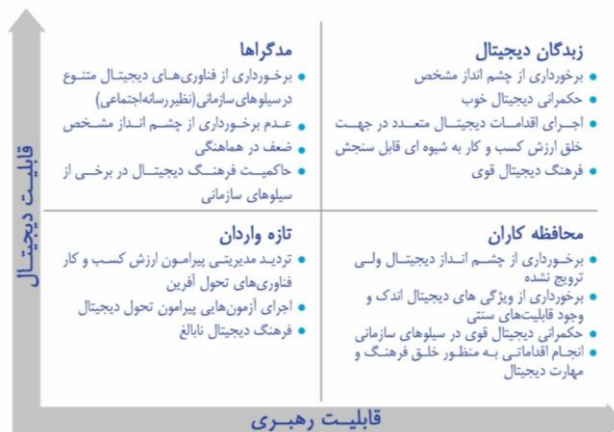 زبدگان دیجیتال
برخورداری از چشم انداز مشخص
حکمرانی دیجیتال خوب
اجرای اقدامات دیجیتال متعدد در جهت
خلق ارزش کسب و کار به شیوه ای قابل سنجش
فرهنگ دیجیتال قوی
مدگراها
برخورداری از فناوری‌های دیجیتال متنوع
در سیلوهای سازمانی (نظیر رسانه اجتماعی)
عدم برخورداری از چشم انداز مشخص
ضعف در هماهنگی
حاکمیت فرهنگ دیجیتال در برخی از
سیلوهای سازمانی
محافظه کاران
برخورداری از چشم انداز دیجیتال ولی
ترویج نشده
برخورداری از ویژگی های دیجیتال اندک و
وجود قابلیت‌های سنتی
حکمرانی دیجیتال قوی در سیلوهای سازمانی
انجام اقداماتی به منظور خلق فرهنگ و
مهارت دیجیتال
تازه واردان
تردید مدیریتی پیرامون ارزش کسب و کار
فناوری‌های تحول آفرین
اجرای آزمون‌هایی پیرامون تحول دیجیتال
فرهنگ دیجیتال نابالغ
قابلیت دیجیتال
قابلیت رهبری